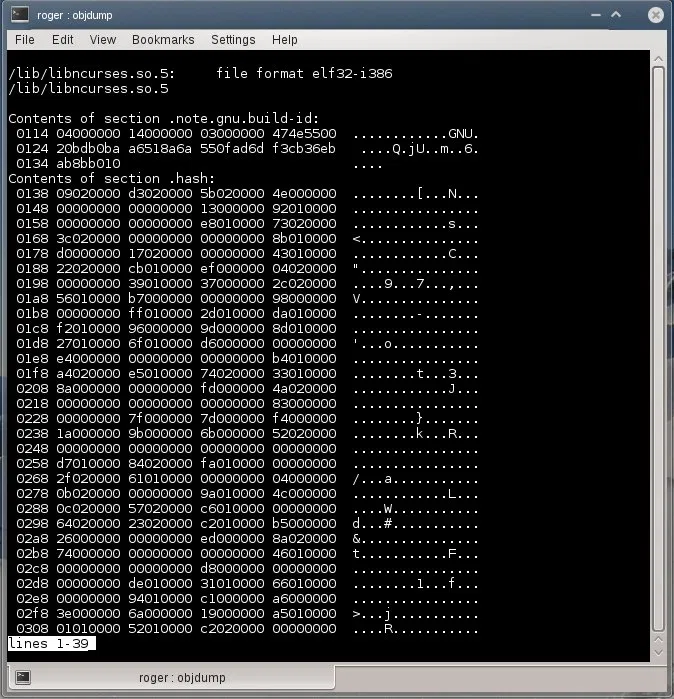 roger : objdump
File Edit View Bookmarks Settings Help
/lib/libncurses.so.5:     file format elf32-i386
/lib/libncurses.so.5
Contents of section .note.gnu.build-id:
 0114 04000000 14000000 03000000 474e5500  ............GNU.
 0124 20bdb0ba a6518a6a 550fad6d f3cb36eb   ....Q.jU..m..6.
 0134 ab8bb010                             ....
Contents of section .hash:
 0138 09020000 d3020000 5b020000 4e000000  ........[...N...
 0148 00000000 00000000 13000000 92010000  ................
 0158 00000000 00000000 e8010000 73020000  ............s...
 0168 3c020000 00000000 00000000 8b010000  <...............
 0178 d0000000 17020000 00000000 43010000  ............C...
 0188 22020000 cb010000 ef000000 04020000  "...............
 0198 00000000 39010000 37000000 2c020000  ....9...7...,...
 01a8 56010000 b7000000 00000000 98000000  V...............
 01b8 00000000 ff010000 2d010000 da010000  ........-.......
 01c8 f2010000 96000000 9d000000 8d010000  ................
 01d8 27010000 6f010000 d6000000 00000000  '...o...........
 01e8 e4000000 00000000 00000000 b4010000  ................
 01f8 a4020000 e5010000 74020000 33010000  ........t...3...
 0208 8a000000 00000000 fd000000 4a020000  ............J...
 0218 00000000 00000000 00000000 83000000  ................
 0228 00000000 7f000000 7d000000 f4000000  ........}.......
 0238 1a000000 9b000000 6b000000 52020000  ........k...R...
 0248 00000000 00000000 00000000 00000000  ................
 0258 d7010000 84020000 fa010000 00000000  ................
 0268 2f020000 61010000 00000000 04000000  /...a...........
 0278 0b020000 00000000 9a010000 4c000000  ............L...
 0288 0c020000 57020000 c6010000 00000000  ....W...........
 0298 64020000 23020000 c2010000 b5000000  d...#...........
 02a8 26000000 00000000 ed000000 8a020000  &...............
 02b8 74000000 00000000 00000000 46010000  t...........F...
 02c8 00000000 00000000 d8000000 00000000  ................
 02d8 00000000 de010000 31010000 66010000  ........1...f...
 02e8 00000000 94010000 c1000000 a6000000  ................
 02f8 3e000000 6a000000 19000000 a5010000  >...j...........
 0308 01010000 52010000 c2020000 00000000  ....R...........
lines 1-39
roger : objdump